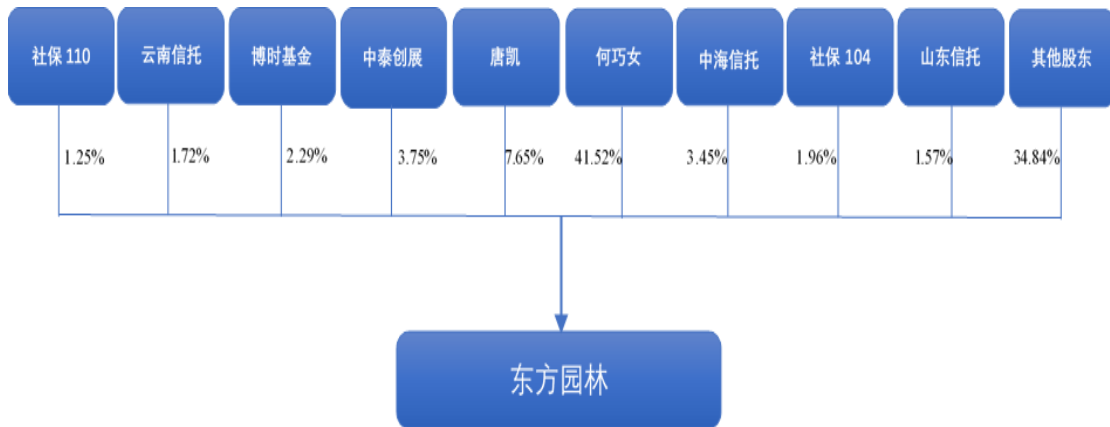 社保 110
云南信托
博时基金
中泰创展
唐凯
何巧女
中海信托
社保 104
山东信托
其他股东
1.25%
1.72%
2.29%
3.75%
7.65%
41.52%
3.45%
1.96%
1.57%
34.84%
东方园林